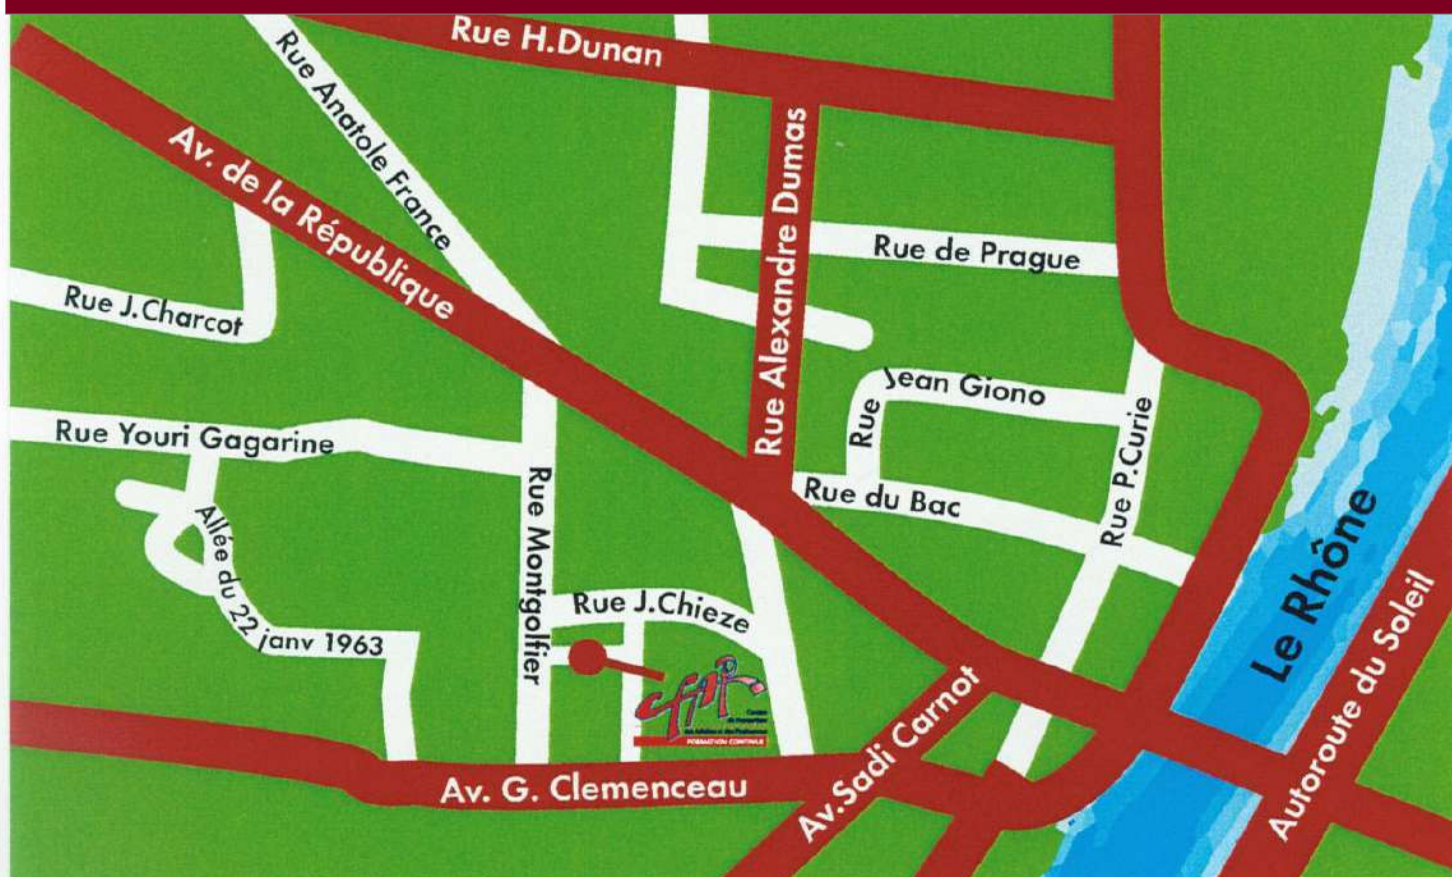 Rue H.Dunan
Rue Anatole France
Av. de la République
Rue Alexandre Dumas
Rue de Prague
Rue J.Charcot
Rue Jean Giono
Rue P.Curie
Rue Youri Gagarine
Rue du Bac
Rue Montgolfier
Allée du 22 janv 1963
Rue J.Chieze
Le Rhône
Autoroute du Soleil
FORMATION CONTINUE
Av.Sadi Carnot
Av. G. Clemenceau